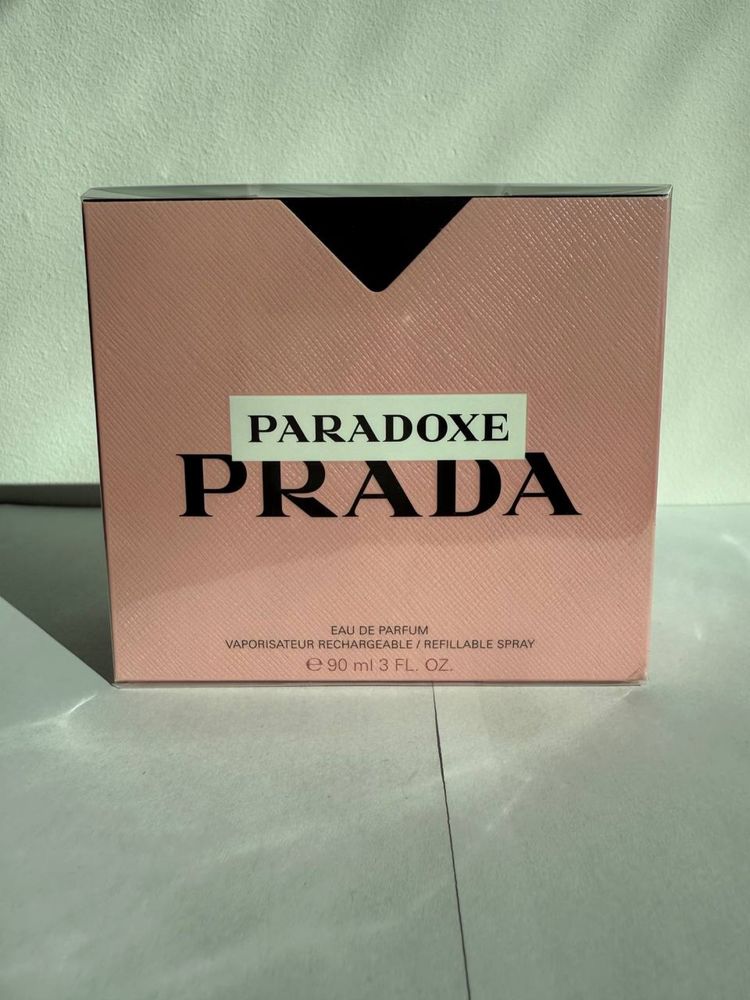 PARADOXE
PRADA
EAU DE PARFUM
VAPORISATEUR RECHARGEABLE / REFILLABLE SPRAY
℮ 90 ml 3 FL. OZ.